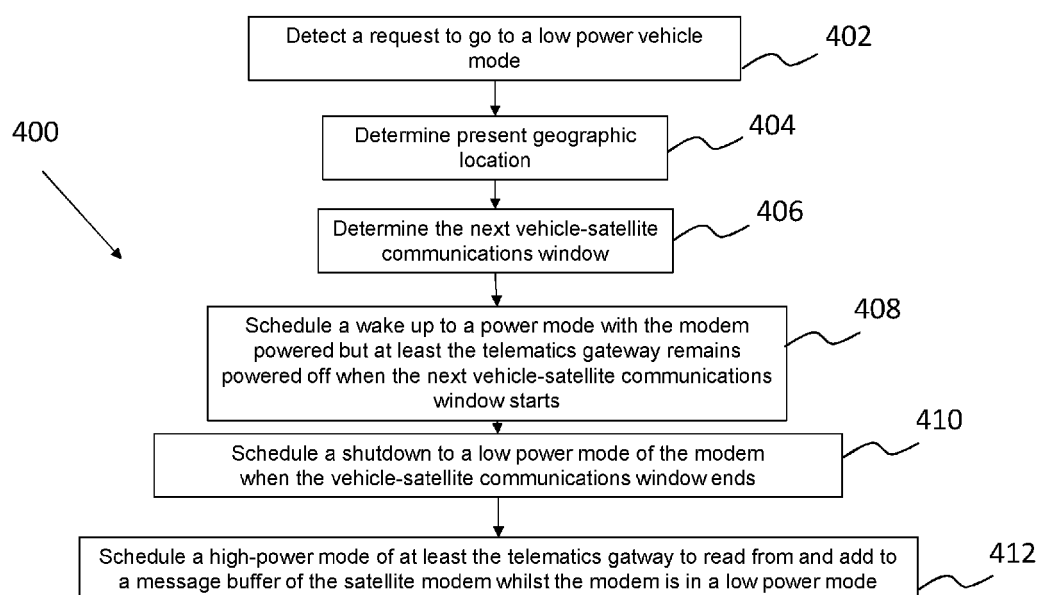 Detect a request to go to a low power vehicle
mode
402
400
Determine present geographic
location
404
Determine the next vehicle-satellite
communications window
406
Schedule a wake up to a power mode with the modem
powered but at least the telematics gateway remains
powered off when the next vehicle-satellite communications
window starts
408
Schedule a shutdown to a low power mode of the modem
when the vehicle-satellite communications window ends
410
Schedule a high-power mode of at least the telematics gatway to read from and add to
a message buffer of the satellite modem whilst the modem is in a low power mode
412